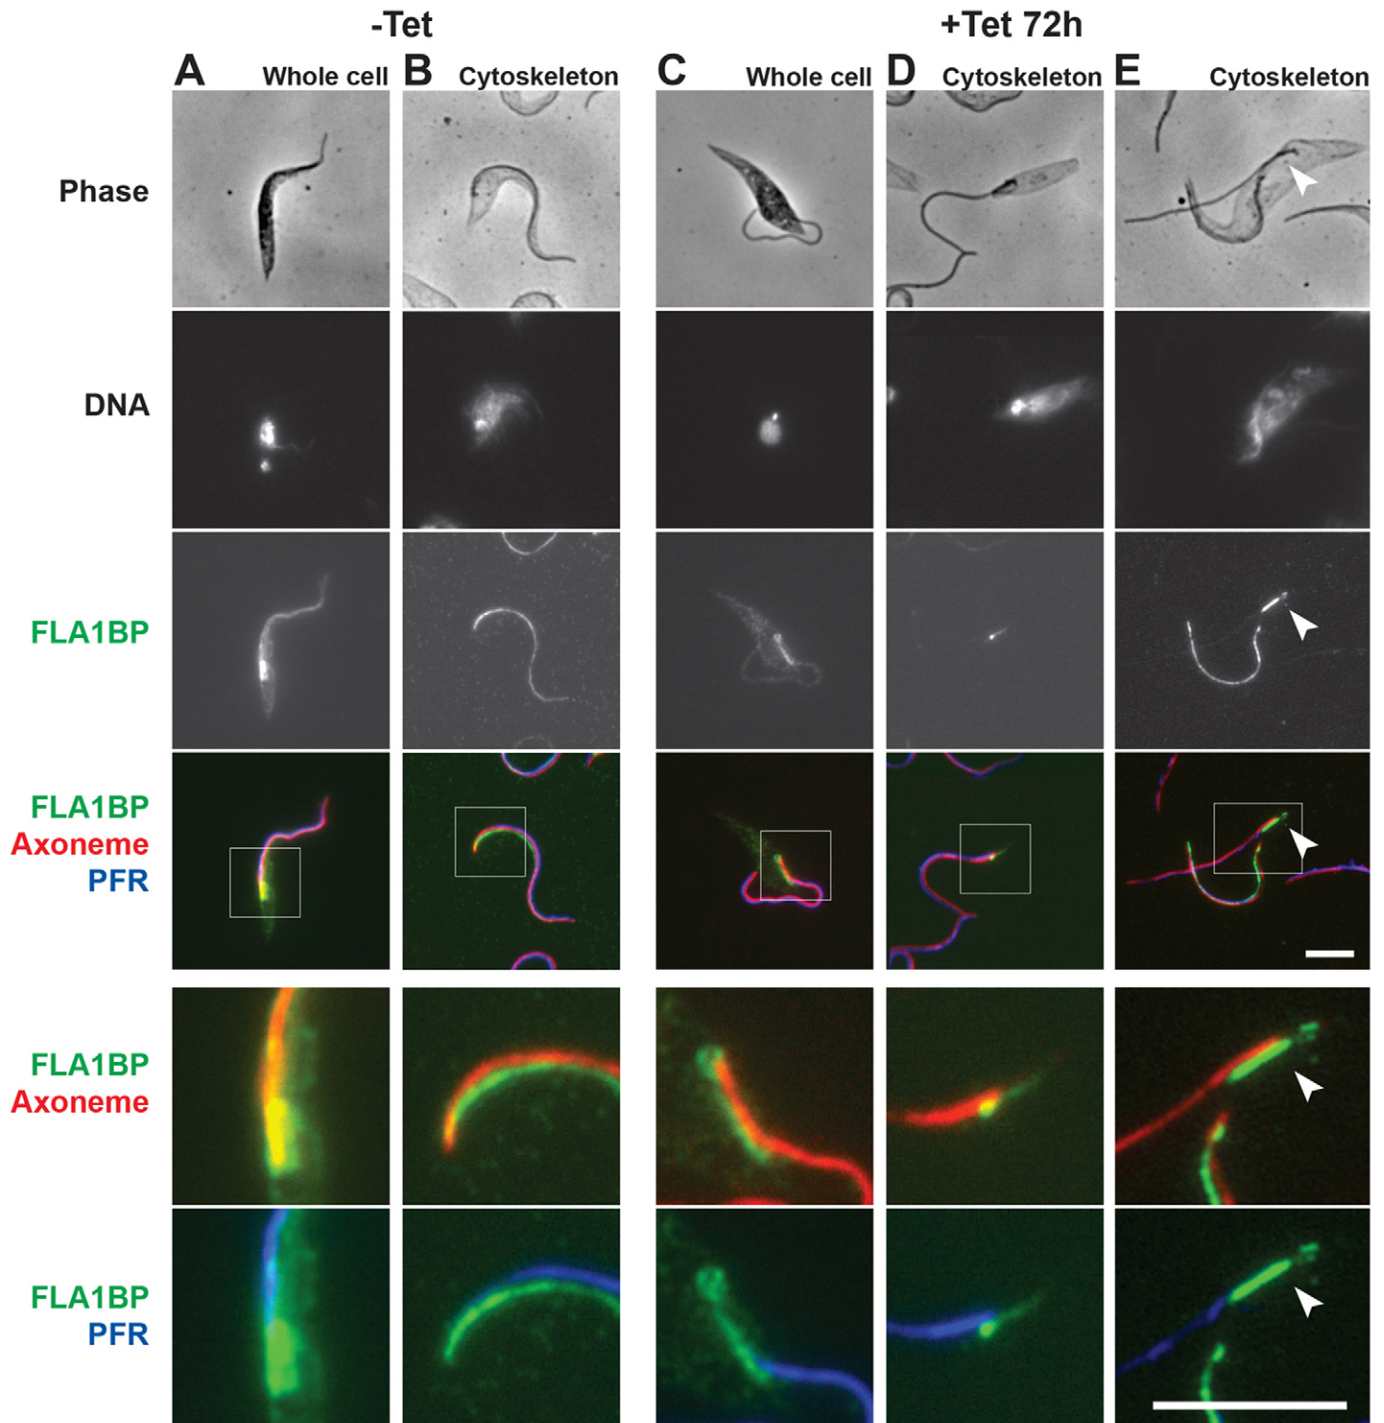 -Tet
+Tet 72h
A Whole cell B Cytoskeleton C Whole cell D Cytoskeleton E Cytoskeleton
Phase
DNA
FLA1BP
FLA1BP
Axoneme
PFR
FLA1BP
Axoneme
FLA1BP
PFR